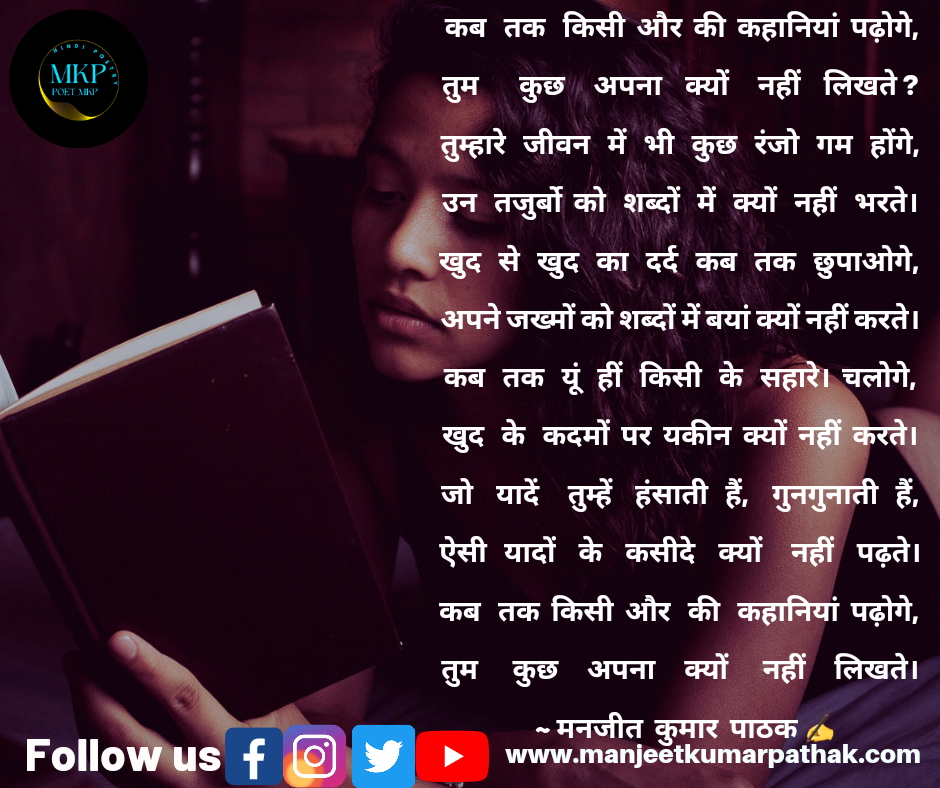 HINDI POETRY
MKP
POET MKP
कब तक किसी और की कहानियां पढ़ोगे,
तुम कुछ अपना क्यों नहीं लिखते ?
तुम्हारे जीवन में भी कुछ रंजो गम होंगे,
उन तजुर्बो को शब्दों में क्यों नहीं भरते।
खुद से खुद का दर्द कब तक छुपाओगे,
अपने जख्मों को शब्दों में बयां क्यों नहीं करते।
कब तक यूं हीं किसी के सहारे। चलोगे,
खुद के कदमों पर यकीन क्यों नहीं करते।
जो यादें तुम्हें हंसाती हैं, गुनगुनाती हैं,
ऐसी यादों के कसीदे क्यों नहीं पढ़ते।
कब तक किसी और की कहानियां पढ़ोगे,
तुम कुछ अपना क्यों नहीं लिखते।
~ मनजीत कुमार पाठक ✍️
Follow us
www.manjeetkumarpathak.com